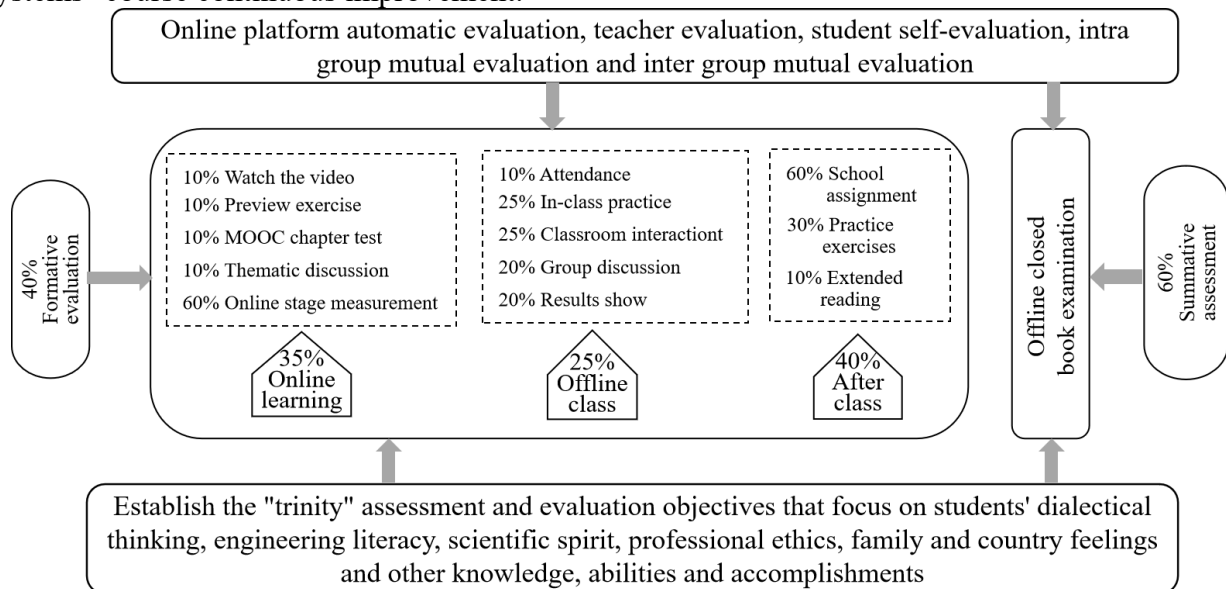 course continuous improvement.
Online platform automatic evaluation, teacher evaluation, student self-evaluation, intra
group mutual evaluation and inter group mutual evaluation
40%
Formative
evaluation
10% Watch the video
10% Preview exercise
10% MOOC chapter test
10% Thematic discussion
60% Online stage measurement
35%
Online
learning
10% Attendance
25% In-class practice
25% Classroom interactiont
20% Group discussion
20% Results show
25%
Offline
class
60% School
assignment
30% Practice
exercises
10% Extended
reading
40%
After
class
Offline closed
book examination
60%
Summative
assessment
Establish the "trinity" assessment and evaluation objectives that focus on students' dialectical
thinking, engineering literacy, scientific spirit, professional ethics, family and country feelings
and other knowledge, abilities and accomplishments